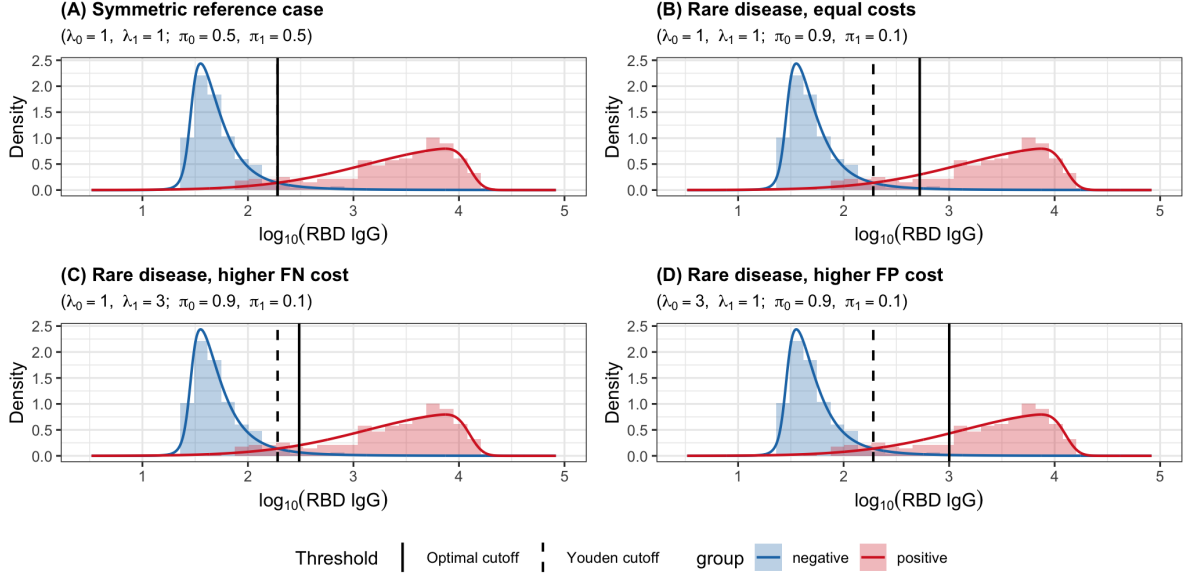 (A) Symmetric reference case
(λ₀ = 1, λ₁ = 1; π₀ = 0.5, π₁ = 0.5)
Density
2.5
2.0
1.5
1.0
0.5
0.0
1 2 3 4 5
log₁₀(RBD IgG)
(B) Rare disease, equal costs
(λ₀ = 1, λ₁ = 1; π₀ = 0.9, π₁ = 0.1)
Density
2.5
2.0
1.5
1.0
0.5
0.0
1 2 3 4 5
log₁₀(RBD IgG)
(C) Rare disease, higher FN cost
(λ₀ = 1, λ₁ = 3; π₀ = 0.9, π₁ = 0.1)
Density
2.5
2.0
1.5
1.0
0.5
0.0
1 2 3 4 5
log₁₀(RBD IgG)
(D) Rare disease, higher FP cost
(λ₀ = 3, λ₁ = 1; π₀ = 0.9, π₁ = 0.1)
Density
2.5
2.0
1.5
1.0
0.5
0.0
1 2 3 4 5
log₁₀(RBD IgG)
Threshold Optimal cutoff Youden cutoff group negative positive